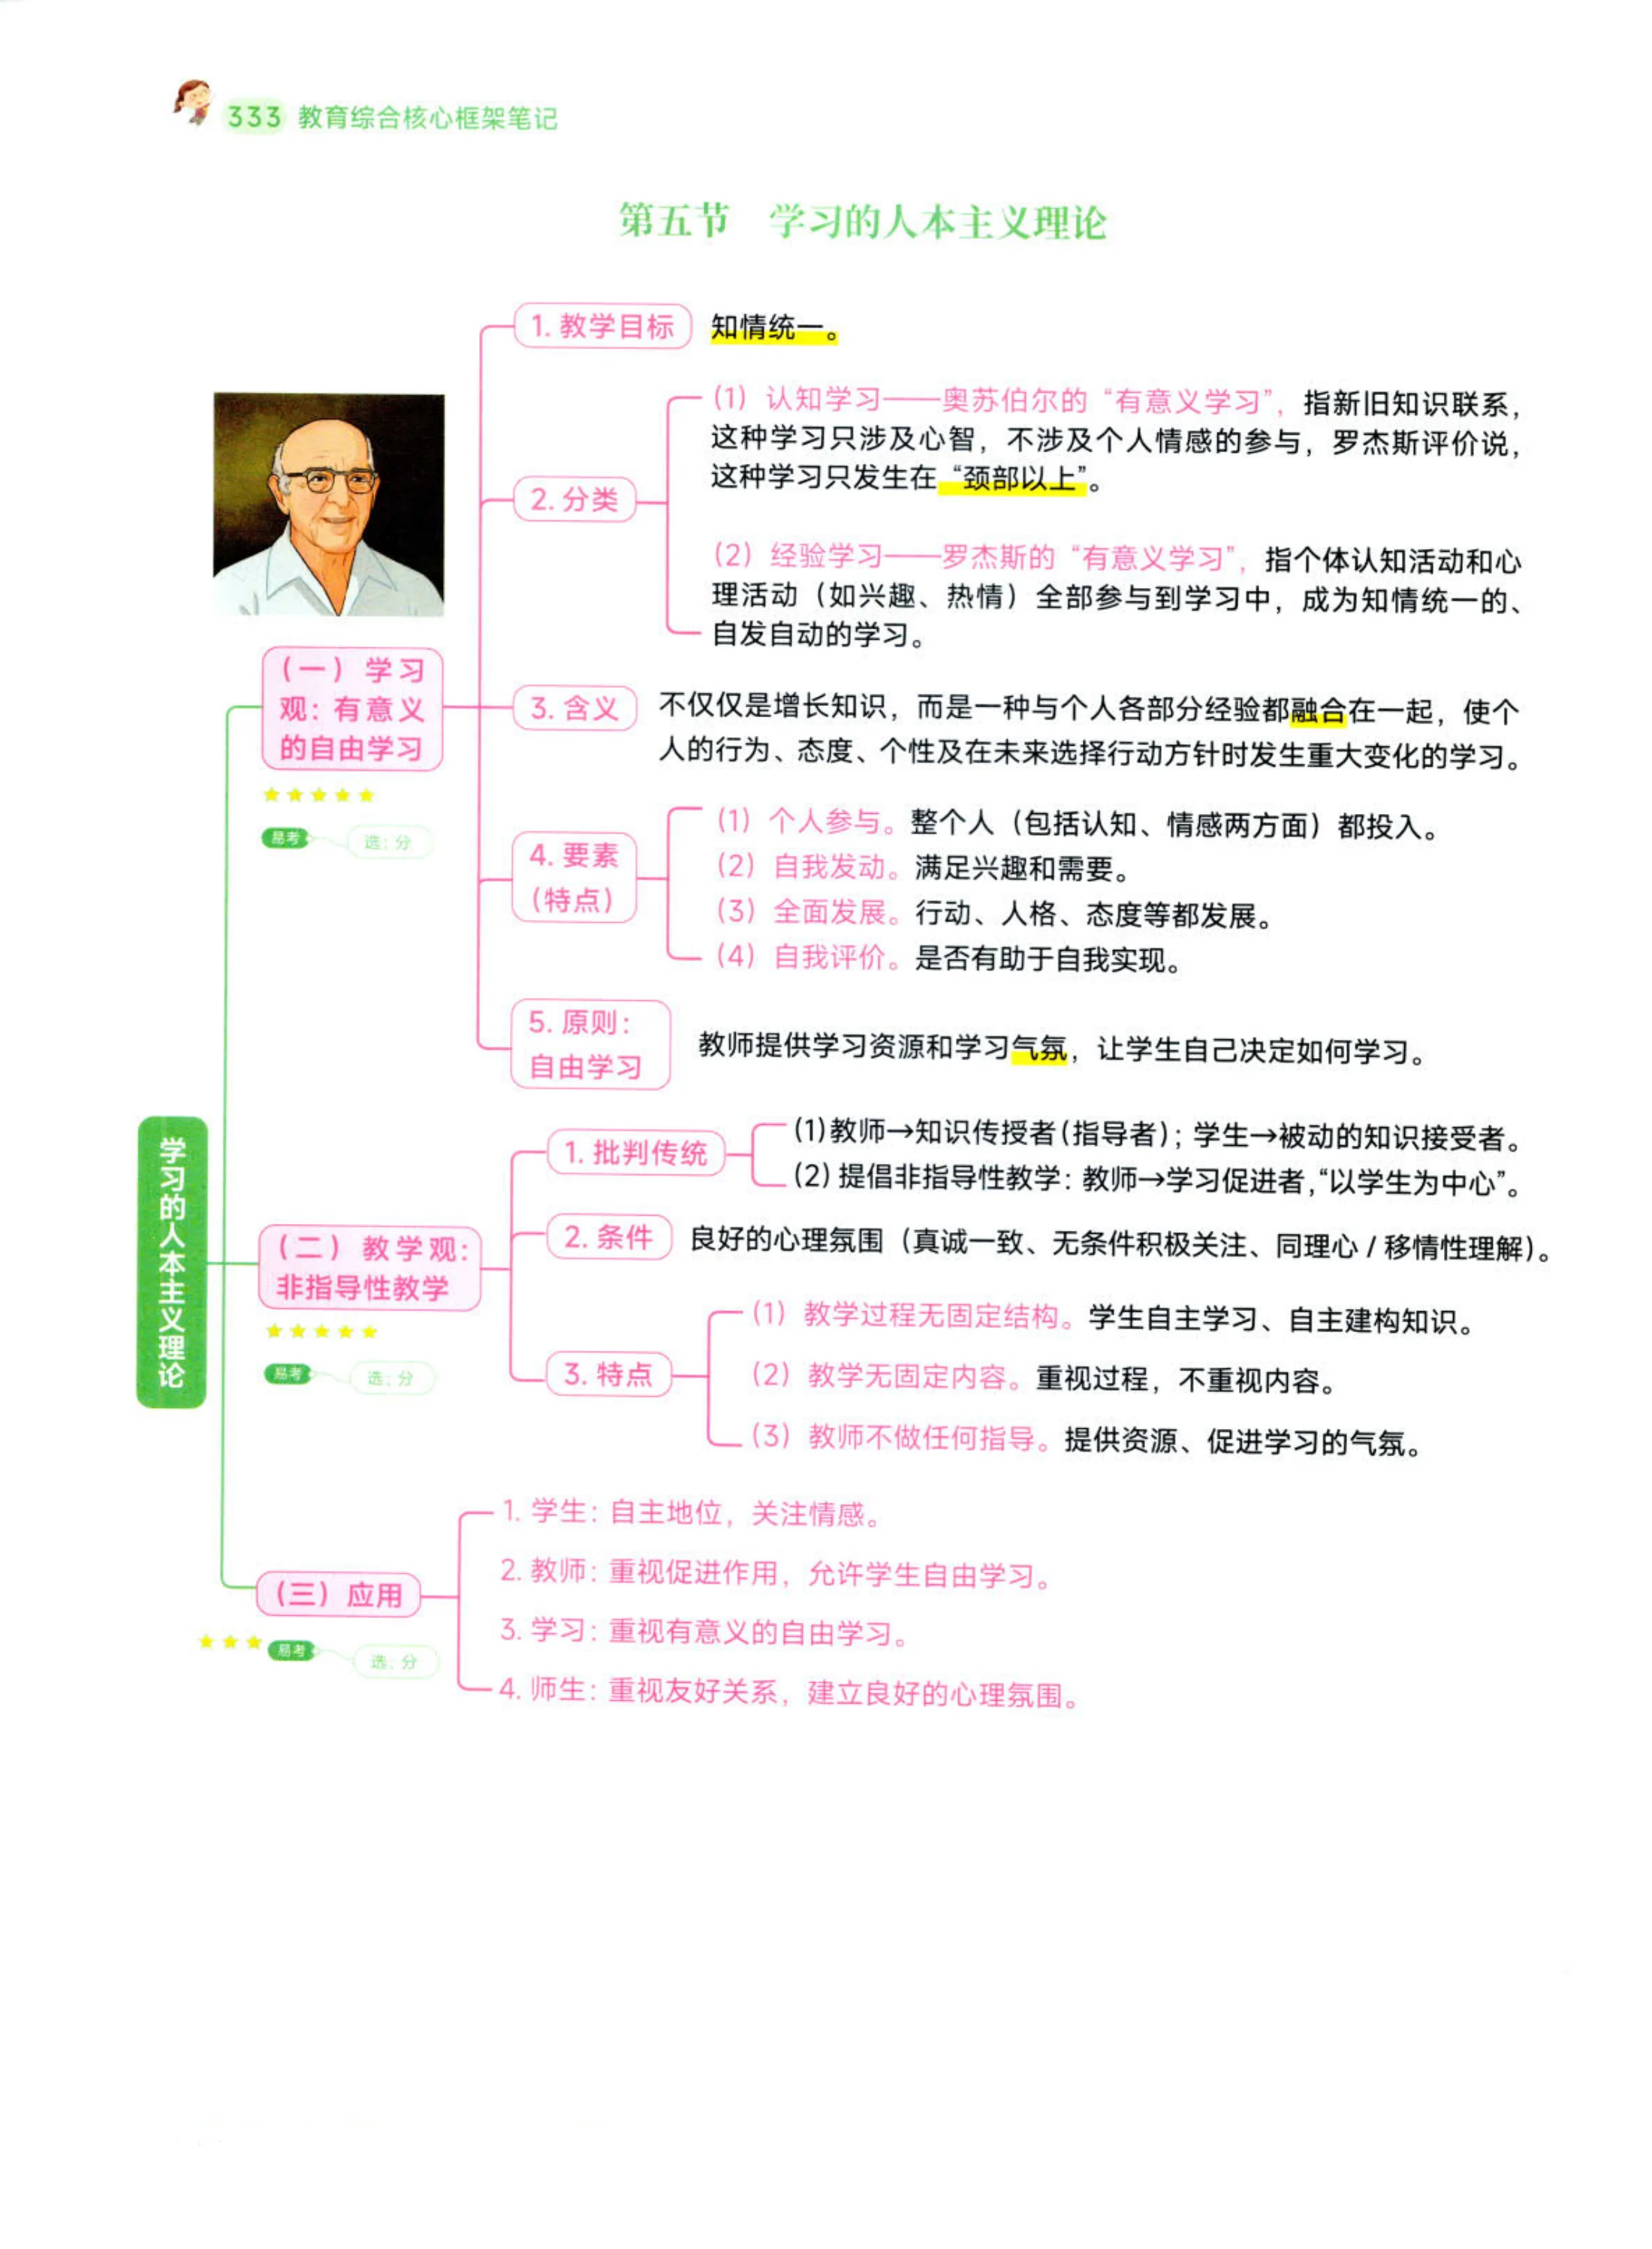 333 教育综合核心框架笔记
第五节 学习的人本主义理论
学习的人本主义理论
(一) 学习
观: 有意义
的自由学习
易考
选; 分
1. 教学目标
知情统一。
2. 分类
(1) 认知学习——奥苏伯尔的“有意义学习”, 指新旧知识联系,
这种学习只涉及心智, 不涉及个人情感的参与, 罗杰斯评价说,
这种学习只发生在“颈部以上”。
(2) 经验学习——罗杰斯的“有意义学习”, 指个体认知活动和心
理活动 (如兴趣、热情) 全部参与到学习中, 成为知情统一的、
自发自动的学习。
3. 含义
不仅仅是增长知识, 而是一种与个人各部分经验都融合在一起, 使个
人的行为、态度、个性及在未来选择行动方针时发生重大变化的学习。
4. 要素
(特点)
(1) 个人参与。整个人 (包括认知、情感两方面) 都投入。
(2) 自我发动。满足兴趣和需要。
(3) 全面发展。行动、人格、态度等都发展。
(4) 自我评价。是否有助于自我实现。
5. 原则:
自由学习
教师提供学习资源和学习气氛, 让学生自己决定如何学习。
(二) 教学观:
非指导性教学
易考
选; 分
1. 批判传统
(1)教师→知识传授者(指导者); 学生→被动的知识接受者。
(2) 提倡非指导性教学: 教师→学习促进者,“以学生为中心”。
2. 条件
良好的心理氛围 (真诚一致、无条件积极关注、同理心 / 移情性理解)。
3. 特点
(1) 教学过程无固定结构。学生自主学习、自主建构知识。
(2) 教学无固定内容。重视过程, 不重视内容。
(3) 教师不做任何指导。提供资源、促进学习的气氛。
(三) 应用
易考
选; 分
1. 学生: 自主地位, 关注情感。
2. 教师: 重视促进作用, 允许学生自由学习。
3. 学习: 重视有意义的自由学习。
4. 师生: 重视友好关系, 建立良好的心理氛围。